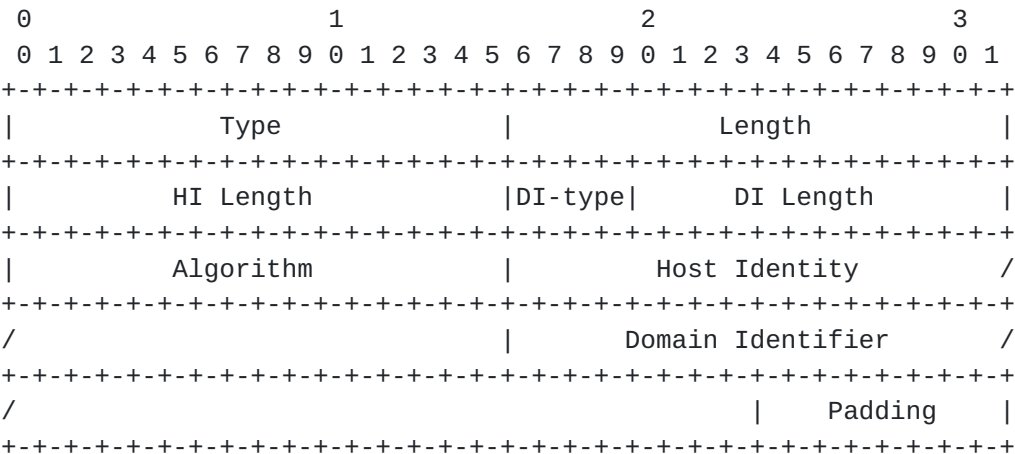 0                   1                   2                   3
 0 1 2 3 4 5 6 7 8 9 0 1 2 3 4 5 6 7 8 9 0 1 2 3 4 5 6 7 8 9 0 1
+-+-+-+-+-+-+-+-+-+-+-+-+-+-+-+-+-+-+-+-+-+-+-+-+-+-+-+-+-+-+-+-+
|             Type              |             Length            |
+-+-+-+-+-+-+-+-+-+-+-+-+-+-+-+-+-+-+-+-+-+-+-+-+-+-+-+-+-+-+-+-+
|          HI Length            |DI-type|      DI Length        |
+-+-+-+-+-+-+-+-+-+-+-+-+-+-+-+-+-+-+-+-+-+-+-+-+-+-+-+-+-+-+-+-+
|          Algorithm            |         Host Identity         /
+-+-+-+-+-+-+-+-+-+-+-+-+-+-+-+-+-+-+-+-+-+-+-+-+-+-+-+-+-+-+-+-+
/                               |       Domain Identifier       /
+-+-+-+-+-+-+-+-+-+-+-+-+-+-+-+-+-+-+-+-+-+-+-+-+-+-+-+-+-+-+-+-+
/                                               |    Padding    |
+-+-+-+-+-+-+-+-+-+-+-+-+-+-+-+-+-+-+-+-+-+-+-+-+-+-+-+-+-+-+-+-+